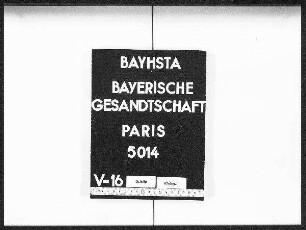 BAYHSTA
BAYERISCHE
GESANDTSCHAFT
PARIS
5014
V-16